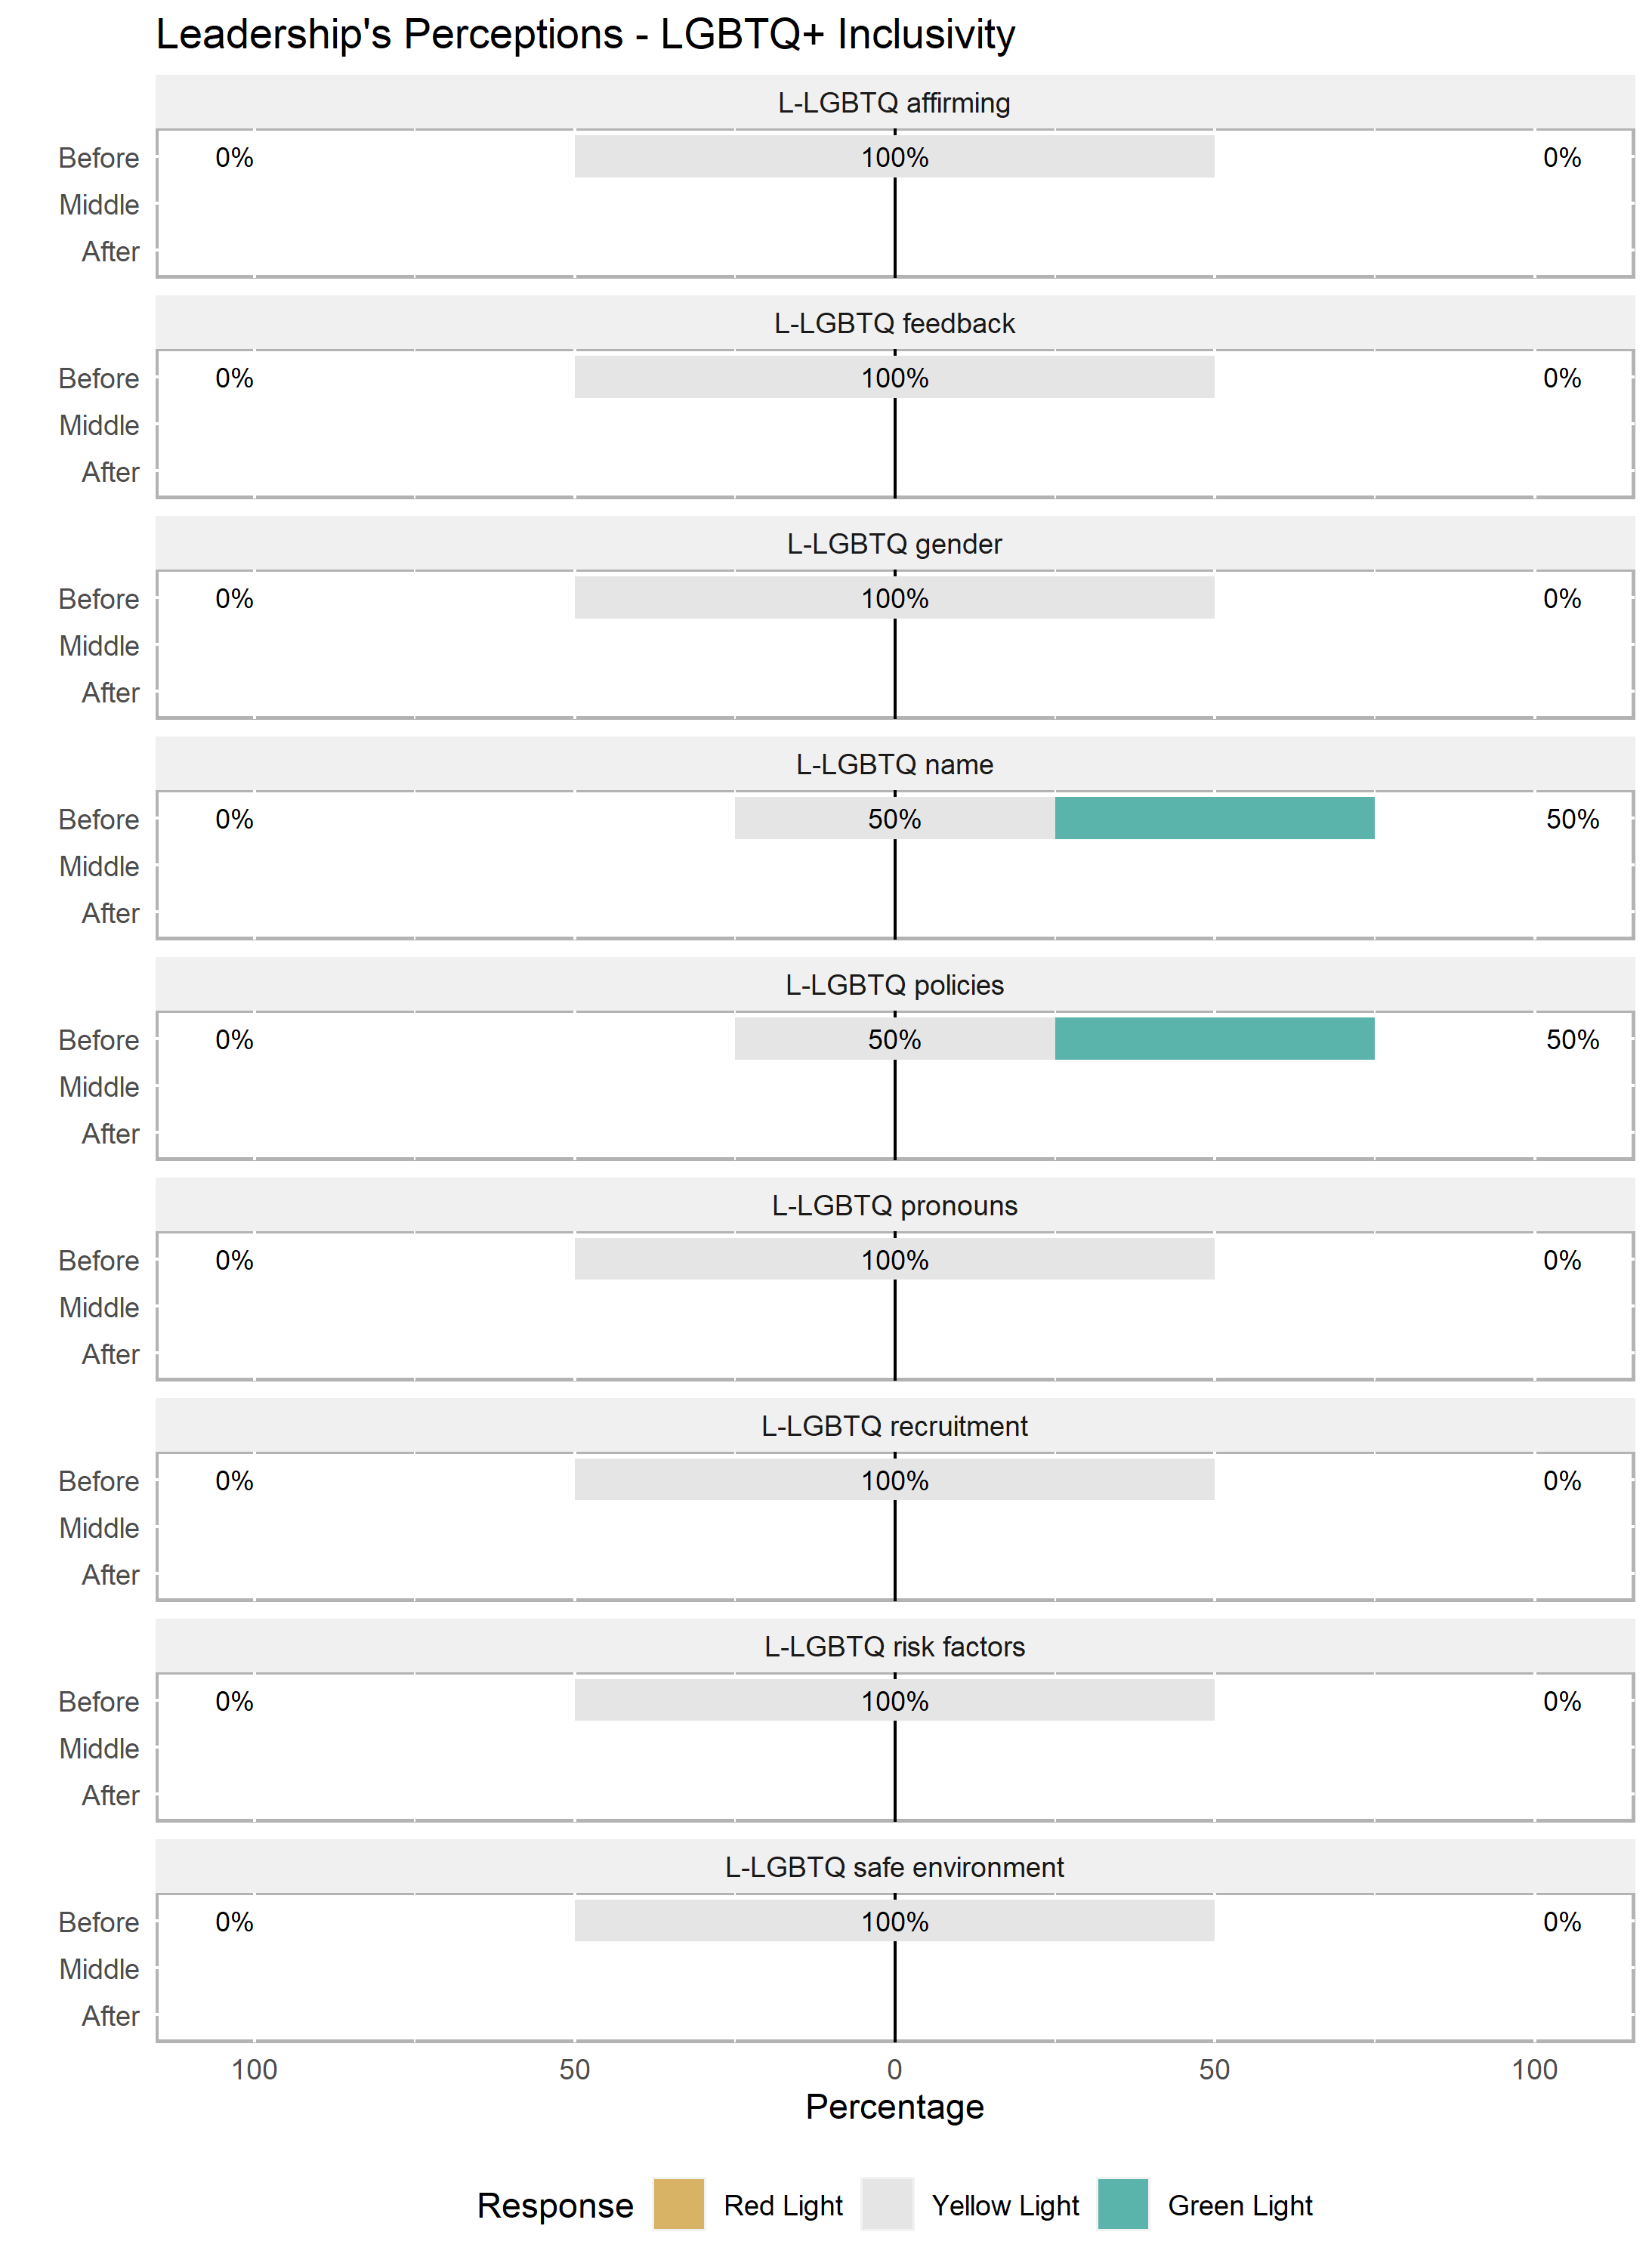 Leadership's Perceptions - LGBTQ+ Inclusivity
L-LGBTQ affirming
Before 0% 100% 0%
Middle
After
L-LGBTQ feedback
Before 0% 100% 0%
Middle
After
L-LGBTQ gender
Before 0% 100% 0%
Middle
After
L-LGBTQ name
Before 0% 50% 50%
Middle
After
L-LGBTQ policies
Before 0% 50% 50%
Middle
After
L-LGBTQ pronouns
Before 0% 100% 0%
Middle
After
L-LGBTQ recruitment
Before 0% 100% 0%
Middle
After
L-LGBTQ risk factors
Before 0% 100% 0%
Middle
After
L-LGBTQ safe environment
Before 0% 100% 0%
Middle
After
100 50 0 50 100
Percentage
Response Red Light Yellow Light Green Light